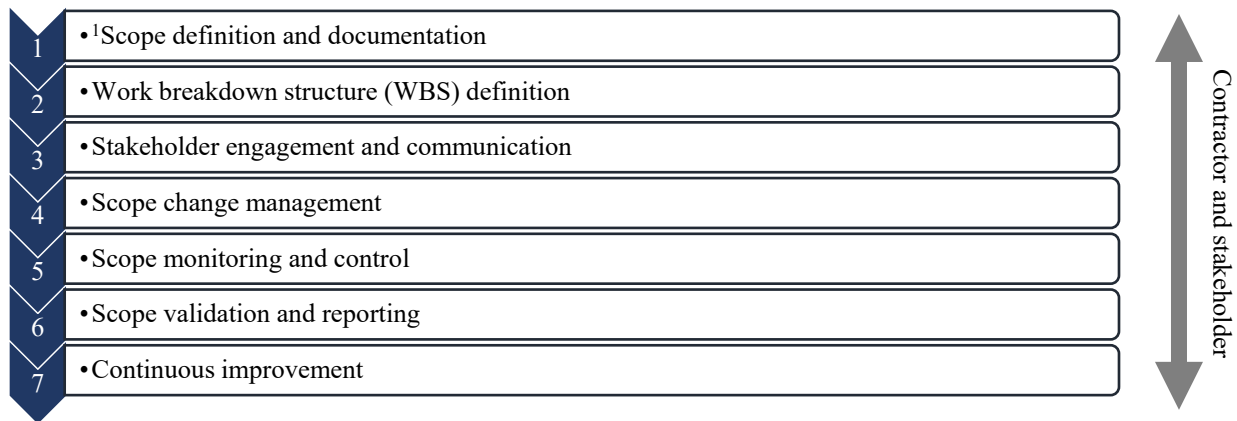 1
•¹Scope definition and documentation
2
•Work breakdown structure (WBS) definition
3
•Stakeholder engagement and communication
4
•Scope change management
5
•Scope monitoring and control
6
•Scope validation and reporting
7
•Continuous improvement
Contractor and stakeholder